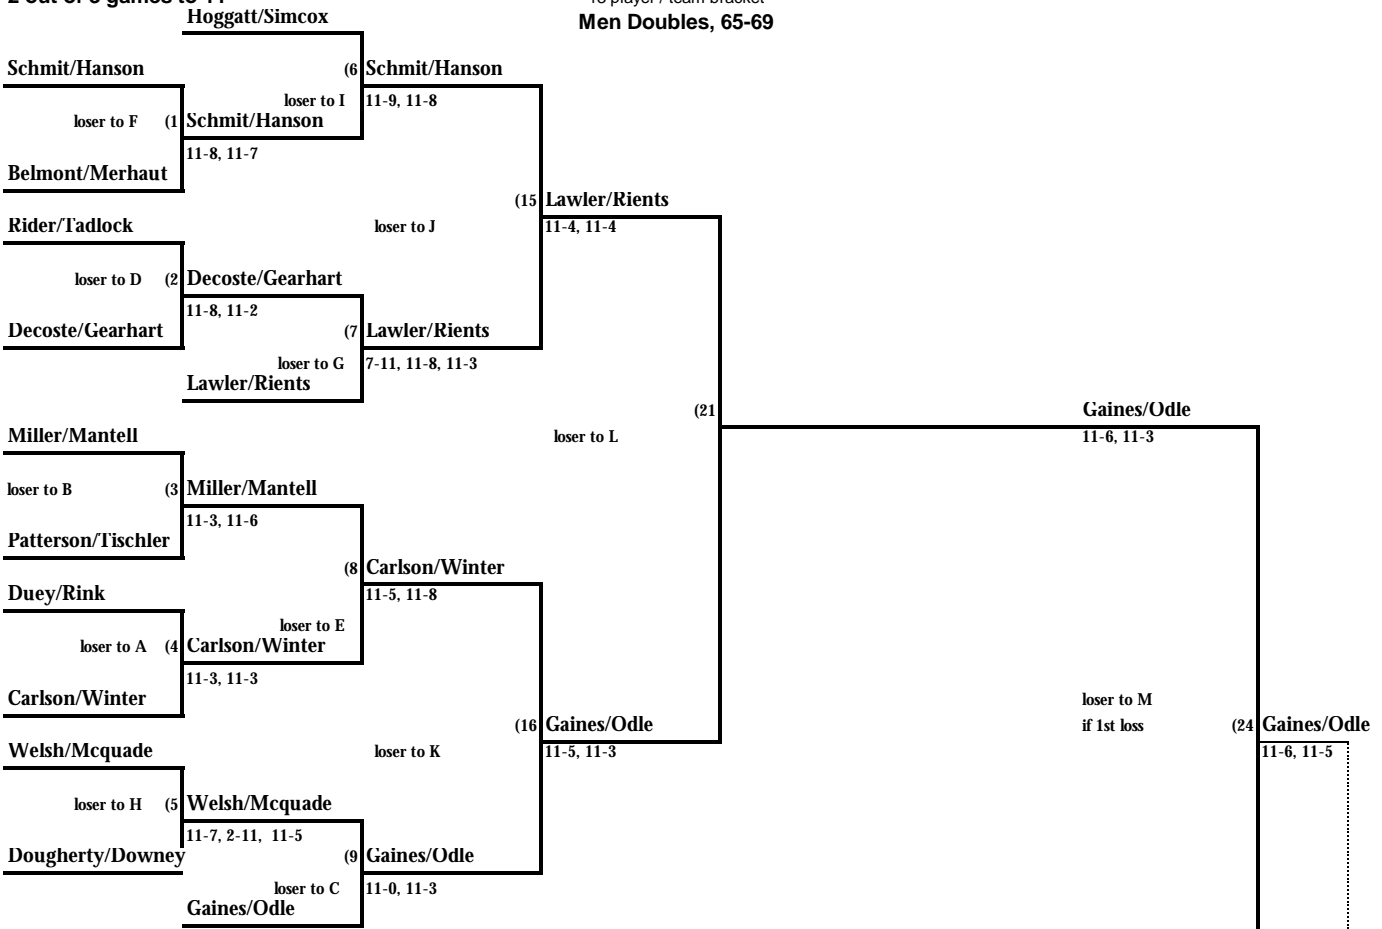 Hoggatt/Simcox
Men Doubles, 65-69
Schmit/Hanson
(6 Schmit/Hanson
loser to I 11-9, 11-8
loser to F (1 Schmit/Hanson
11-8, 11-7
Belmont/Merhaut
(15 Lawler/Rients
Rider/Tadlock
loser to J 11-4, 11-4
loser to D (2 Decoste/Gearhart
11-8, 11-2
Decoste/Gearhart
(7 Lawler/Rients
loser to G 7-11, 11-8, 11-3
Lawler/Rients
(21 Gaines/Odle
Miller/Mantell
loser to L 11-6, 11-3
loser to B (3 Miller/Mantell
11-3, 11-6
Patterson/Tischler
(8 Carlson/Winter
Duey/Rink
11-5, 11-8
loser to E
loser to A (4 Carlson/Winter
11-3, 11-3
Carlson/Winter
loser to M
(16 Gaines/Odle
if 1st loss (24 Gaines/Odle
Welsh/Mcquade
loser to K 11-5, 11-3
11-6, 11-5
loser to H (5 Welsh/Mcquade
11-7, 2-11, 11-5
Dougherty/Downey
(9 Gaines/Odle
loser to C 11-0, 11-3
Gaines/Odle